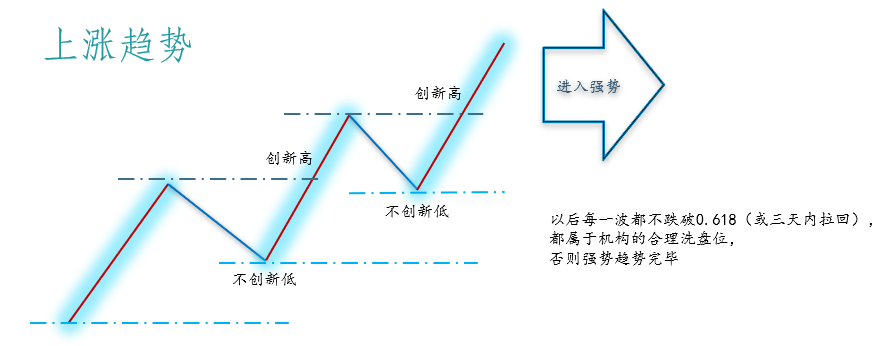 上涨趋势
创新高
进入强势
创新高
不创新低
不创新低
以后每一波都不跌破0.618（或三天内拉回），
都属于机构的合理洗盘位，
否则强势趋势完毕